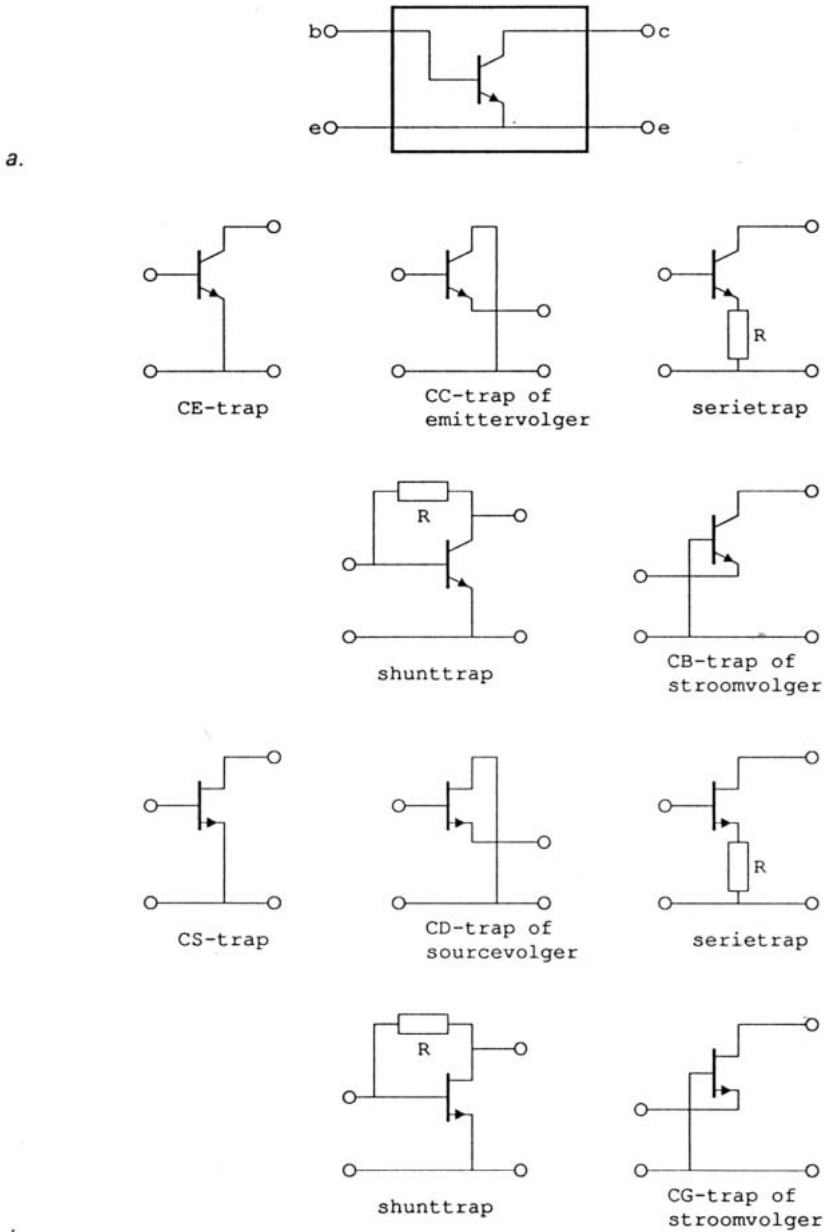 b
c
e
e
a.
R
CE-trap
CC-trap of
emittervolger
serietrap
R
shunttrap
CB-trap of
stroomvolger
R
CS-trap
CD-trap of
sourcevolger
serietrap
R
shunttrap
CG-trap of
stroomvolger